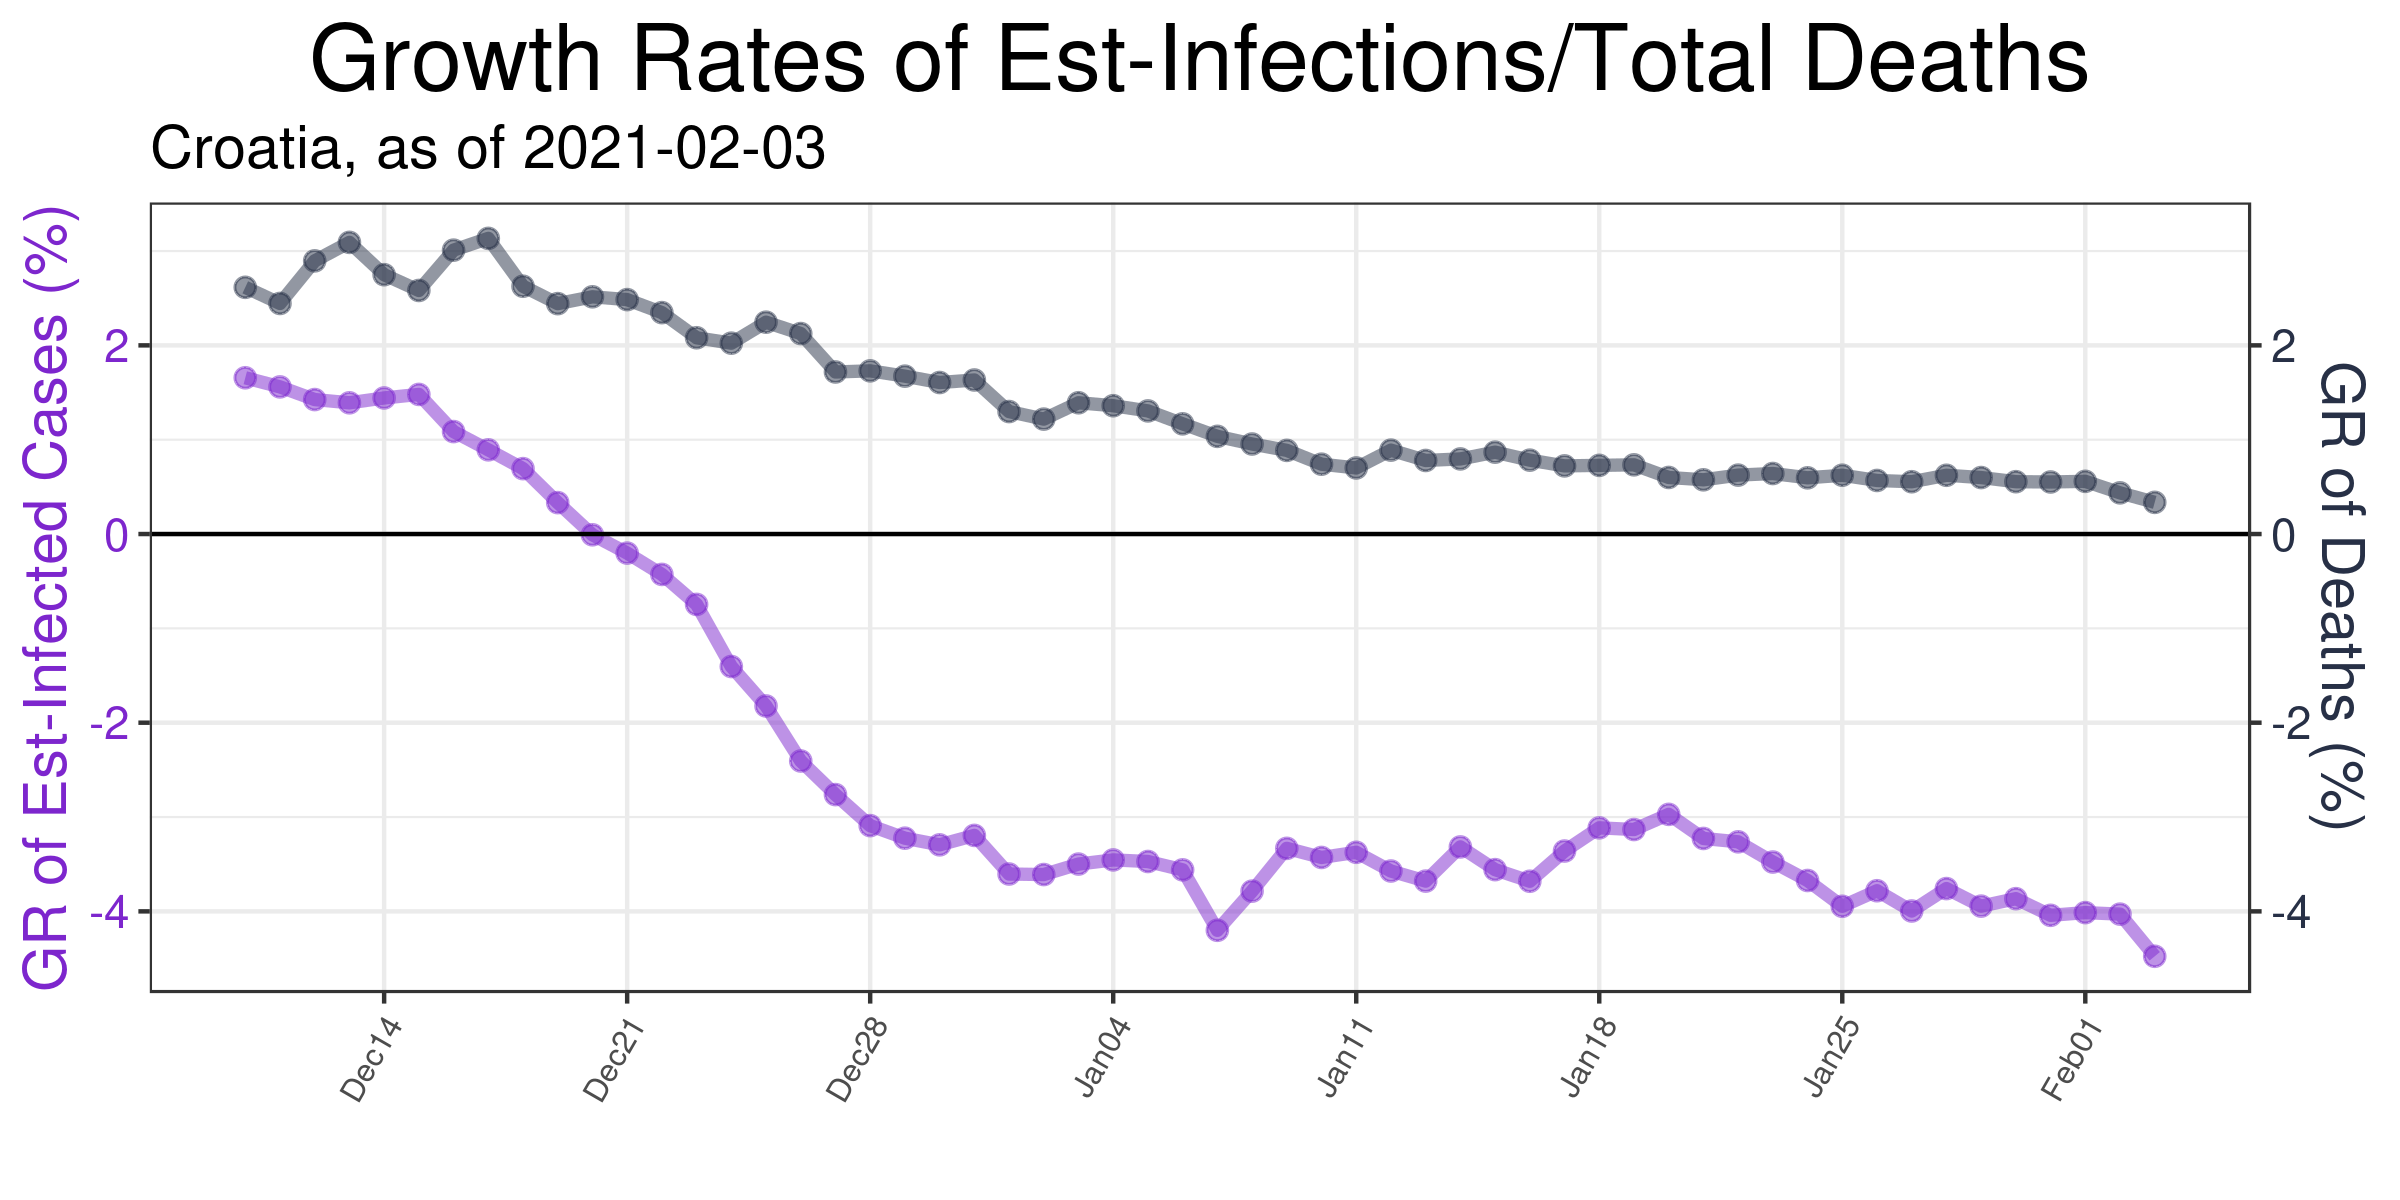 Growth Rates of Est-Infections/Total Deaths
Croatia, as of 2021-02-03
GR of Est-Infected Cases (%)
2
0
-2
-4
2
0
-2
-4
GR of Deaths (%)
Dec14
Dec21
Dec28
Jan04
Jan11
Jan18
Jan25
Feb01